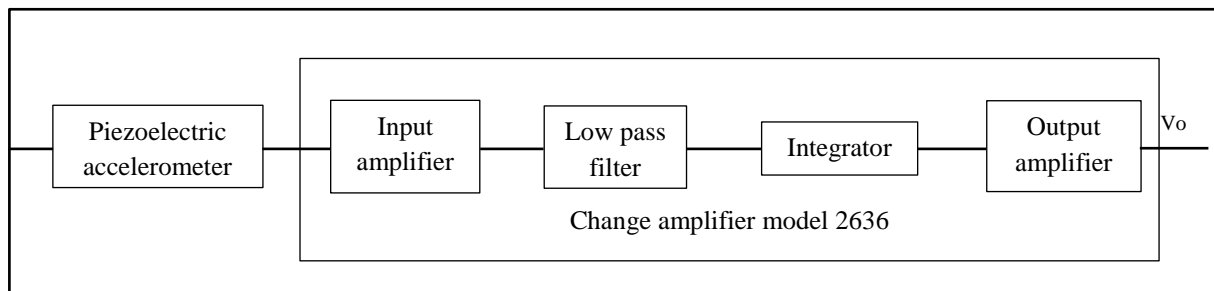 Piezoelectric
accelerometer
Input
amplifier
Low pass
filter
Integrator
Output
amplifier
Vo
Change amplifier model 2636